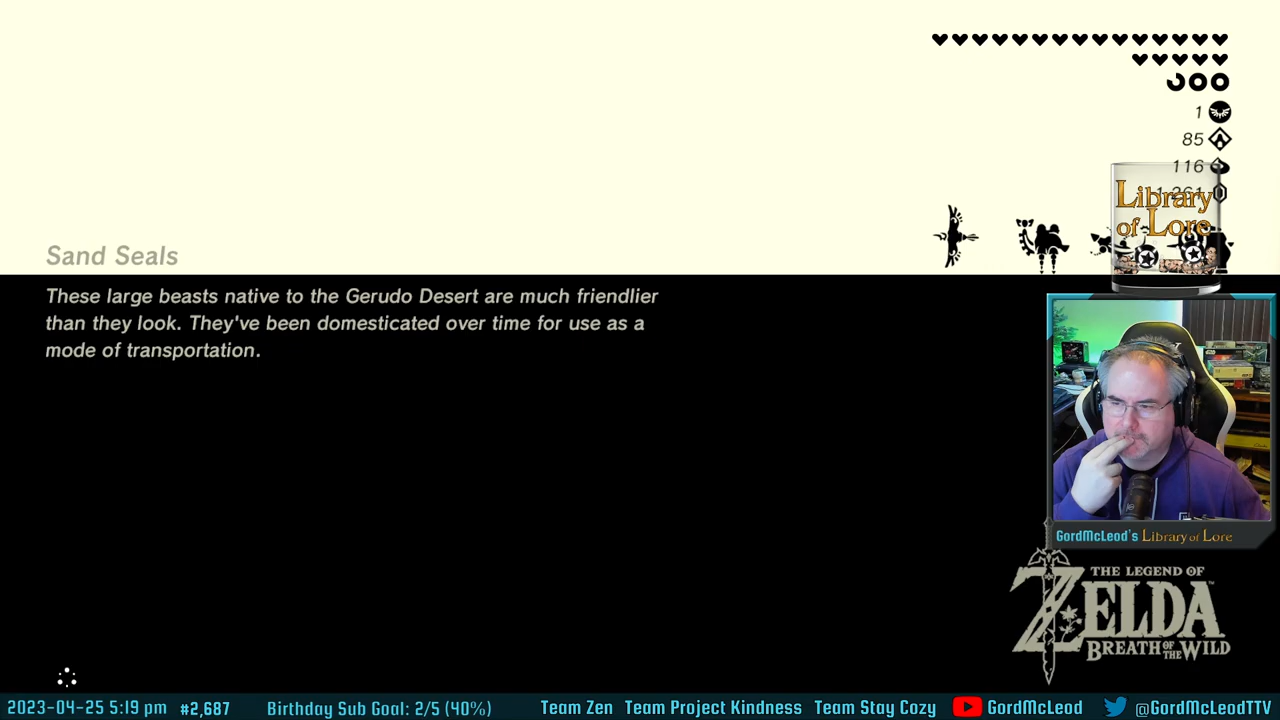 1
85
116
1,261
Library
of Lore
Sand Seals
These large beasts native to the Gerudo Desert are much friendlier
than they look. They've been domesticated over time for use as a
mode of transportation.
GordMcLeod's Library of Lore
THE LEGEND OF
ZELDA
BREATH OF THE WILD
2023-04-25 5:19 pm #2,687 Birthday Sub Goal: 2/5 (40%) Team Zen Team Project Kindness Team Stay Cozy GordMcLeod @GordMcLeodTTV